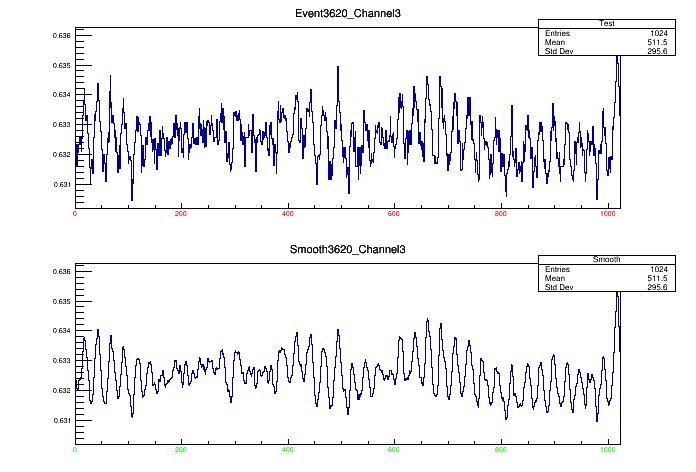 Event3620_Channel3
Test
Entries 1024
Mean 511.5
Std Dev 295.6
0.636
0.635
0.634
0.633
0.632
0.631
0 200 400 600 800 1000
Smooth3620_Channel3
Smooth
Entries 1024
Mean 511.5
Std Dev 295.6
0.636
0.635
0.634
0.633
0.632
0.631
0 200 400 600 800 1000